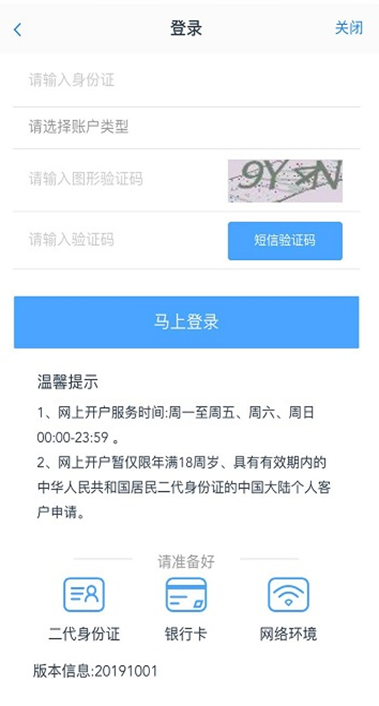 登录
关闭
请输入身份证
请选择账户类型
请输入图形验证码
请输入验证码
短信验证码
马上登录
温馨提示
1、网上开户服务时间:周一至周五、周六、周日
00:00-23:59 。
2、网上开户暂仅限年满18周岁、具有有效期内的
中华人民共和国居民二代身份证的中国大陆个人客
户申请。
请准备好
二代身份证 银行卡 网络环境
版本信息:20191001